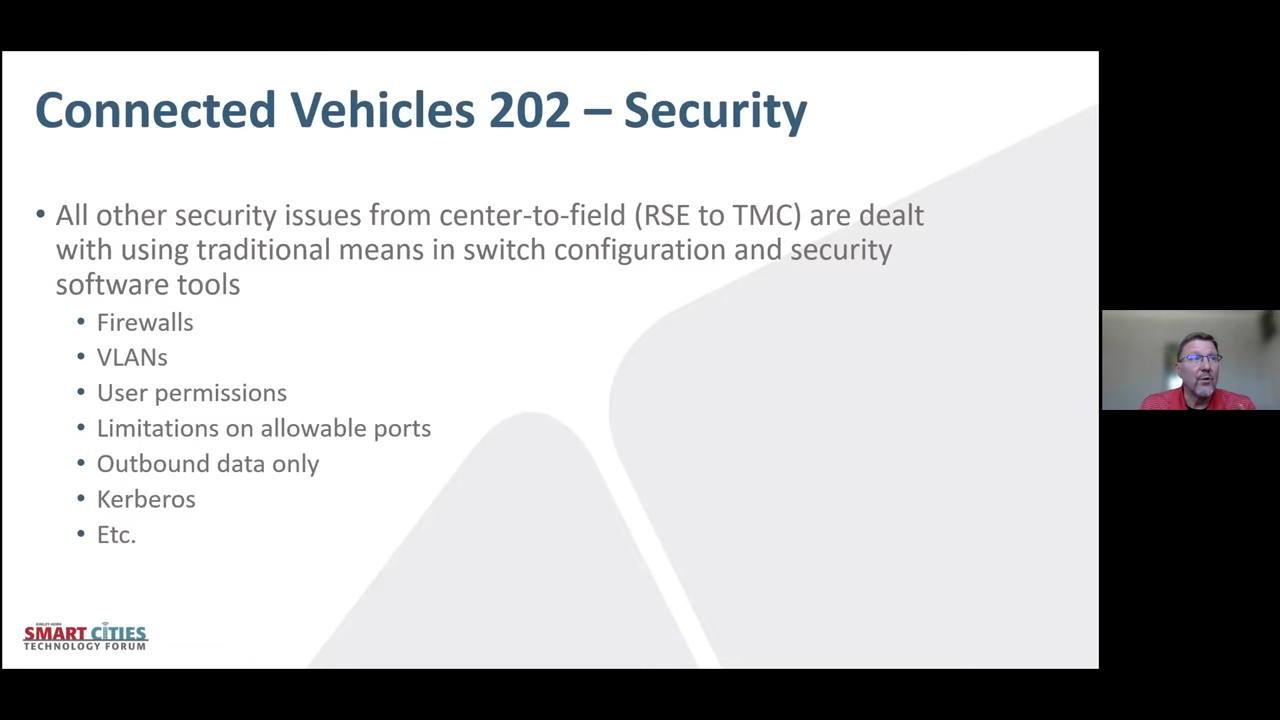 Connected Vehicles 202 – Security
• All other security issues from center-to-field (RSE to TMC) are dealt
with using traditional means in switch configuration and security
software tools
• Firewalls
• VLANs
• User permissions
• Limitations on allowable ports
• Outbound data only
• Kerberos
• Etc.
KIMLEY-HORN
SMART CITIES
TECHNOLOGY FORUM